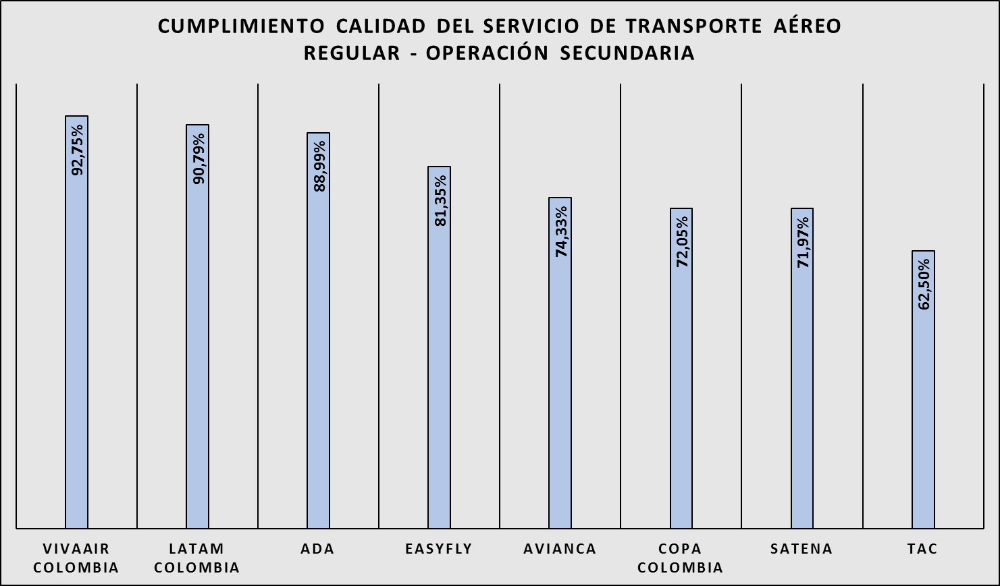 CUMPLIMIENTO CALIDAD DEL SERVICIO DE TRANSPORTE AÉREO
REGULAR - OPERACIÓN SECUNDARIA
92,75%
90,79%
88,99%
81,35%
74,33%
72,05%
71,97%
62,50%
VIVAAIR
COLOMBIA
LATAM
COLOMBIA
ADA
EASYFLY
AVIANCA
COPA
COLOMBIA
SATENA
TAC